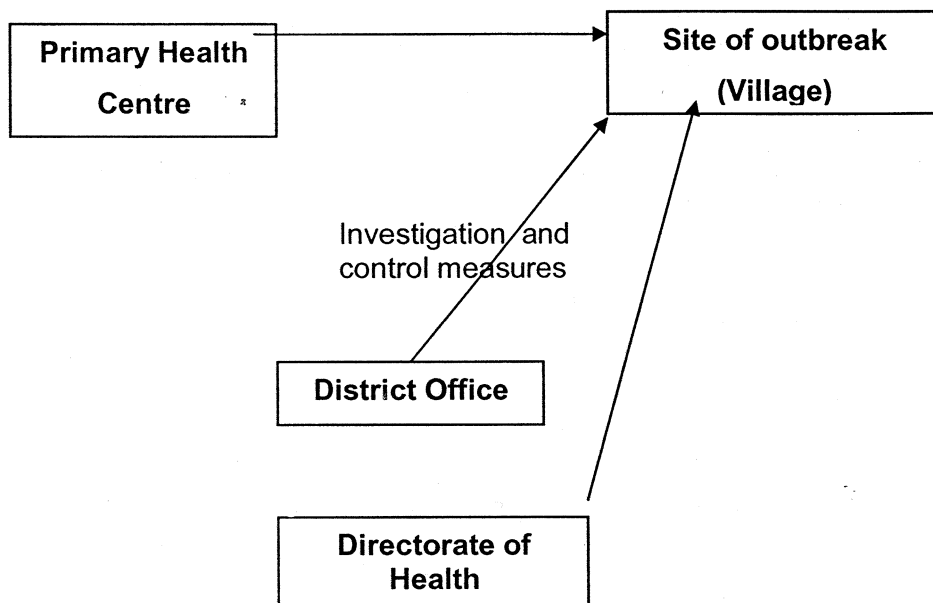 Primary Health
Centre
Site of outbreak
(Village)
Investigation and
control measures
District Office
Directorate of
Health